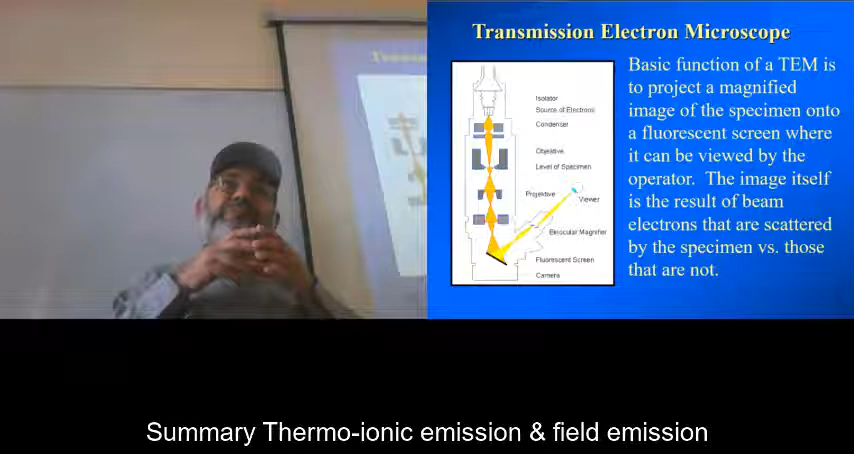 Transmission Electron Microscope
Isolator
Source of Electrons
Condenser
Objektive
Level of Specimen
Projektive
Viewer
Binocular Magnifier
Fluorescent Screen
Camera
Basic function of a TEM is
to project a magnified
image of the specimen onto
a fluorescent screen where
it can be viewed by the
operator. The image itself
is the result of beam
electrons that are scattered
by the specimen vs. those
that are not.
Summary Thermo-ionic emission & field emission